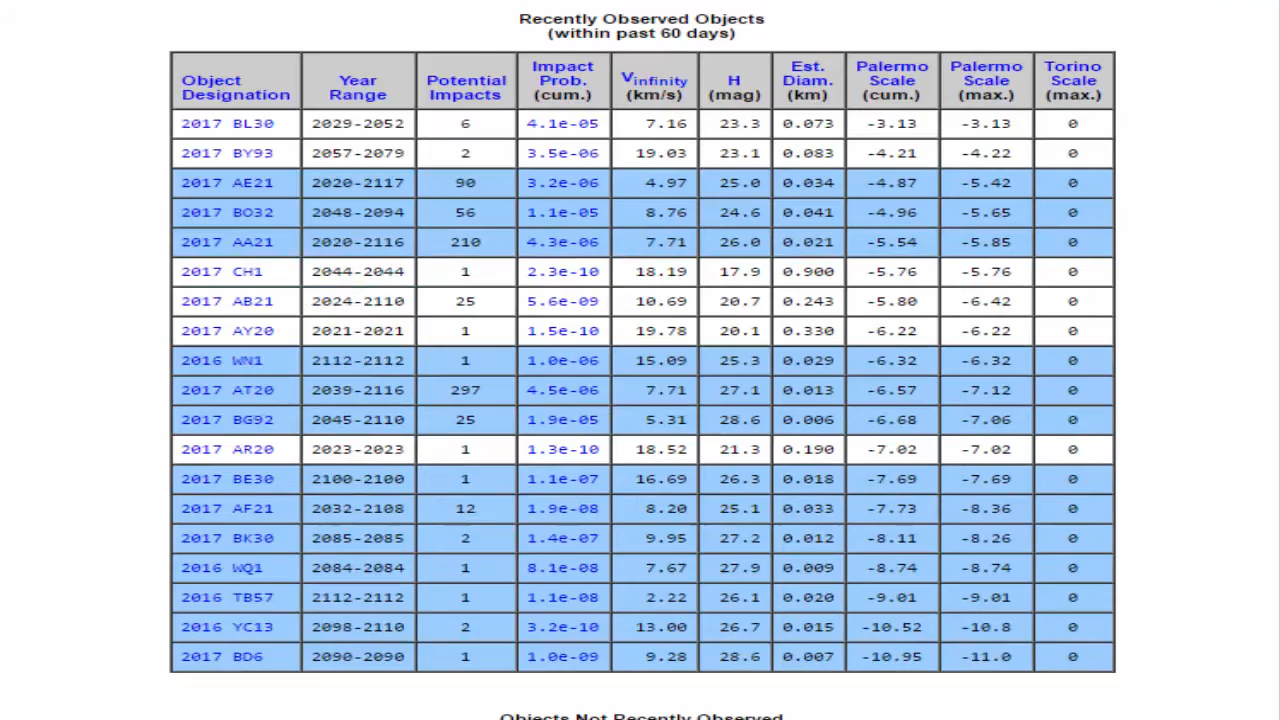 Recently Observed Objects
(within past 60 days)
Object Designation Year Range Potential Impacts Impact Prob. (cum.) Vinfinity (km/s) H (mag) Est. Diam. (km) Palermo Scale (cum.) Palermo Scale (max.) Torino Scale (max.)
2017 BL30 2029-2052 6 4.1e-05 7.16 23.3 0.073 -3.13 -3.13 0
2017 BY93 2057-2079 2 3.5e-06 19.03 23.1 0.083 -4.21 -4.22 0
2017 AE21 2020-2117 90 3.2e-06 4.97 25.0 0.034 -4.87 -5.42 0
2017 BO32 2048-2094 56 1.1e-05 8.76 24.6 0.041 -4.96 -5.65 0
2017 AA21 2020-2116 210 4.3e-06 7.71 26.0 0.021 -5.54 -5.85 0
2017 CH1 2044-2044 1 2.3e-10 18.19 17.9 0.900 -5.76 -5.76 0
2017 AB21 2024-2110 25 5.6e-09 10.69 20.7 0.243 -5.80 -6.42 0
2017 AY20 2021-2021 1 1.5e-10 19.78 20.1 0.330 -6.22 -6.22 0
2016 WN1 2112-2112 1 1.0e-06 15.09 25.3 0.029 -6.32 -6.32 0
2017 AT20 2039-2116 297 4.5e-06 7.71 27.1 0.013 -6.57 -7.12 0
2017 BG92 2045-2110 25 1.9e-05 5.31 28.6 0.006 -6.68 -7.06 0
2017 AR20 2023-2023 1 1.3e-10 18.52 21.3 0.190 -7.02 -7.02 0
2017 BE30 2100-2100 1 1.1e-07 16.69 26.3 0.018 -7.69 -7.69 0
2017 AF21 2032-2108 12 1.9e-08 8.20 25.1 0.033 -7.73 -8.36 0
2017 BK30 2085-2085 2 1.4e-07 9.95 27.2 0.012 -8.11 -8.26 0
2016 WQ1 2084-2084 1 8.1e-08 7.67 27.9 0.009 -8.74 -8.74 0
2016 TB57 2112-2112 1 1.1e-08 2.22 26.1 0.020 -9.01 -9.01 0
2016 YC13 2098-2110 2 3.2e-10 13.00 26.7 0.015 -10.52 -10.8 0
2017 BD6 2090-2090 1 1.0e-09 9.28 28.6 0.007 -10.95 -11.0 0
Objects Not Recently Observed